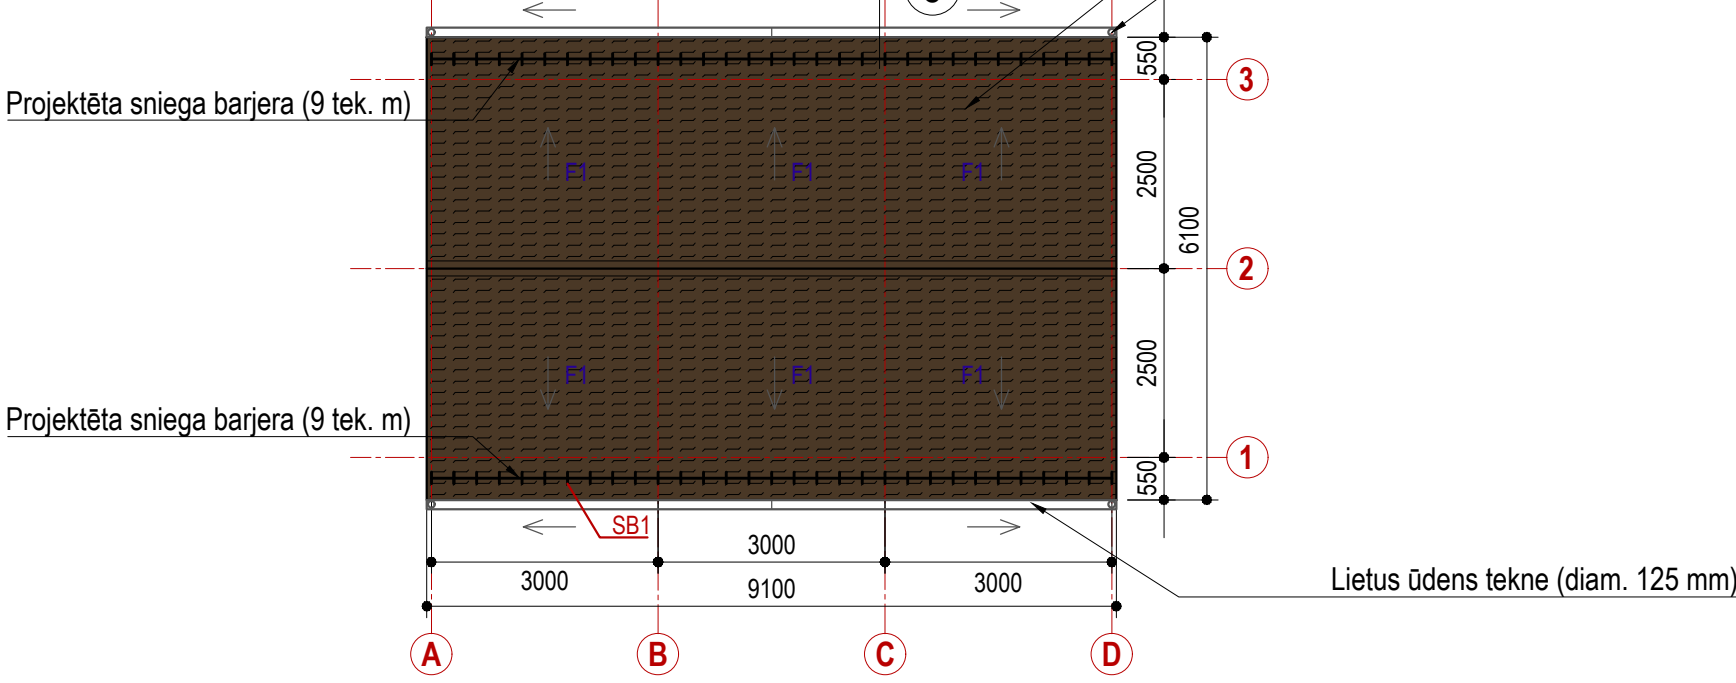 550
3
Projektēta sniega barjera (9 tek. m)
F1
F1
F1
2500
6100
2
2500
F1
F1
F1
Projektēta sniega barjera (9 tek. m)
1
550
SB1
3000
3000
9100
3000
Lietus ūdens tekne (diam. 125 mm)
A
B
C
D